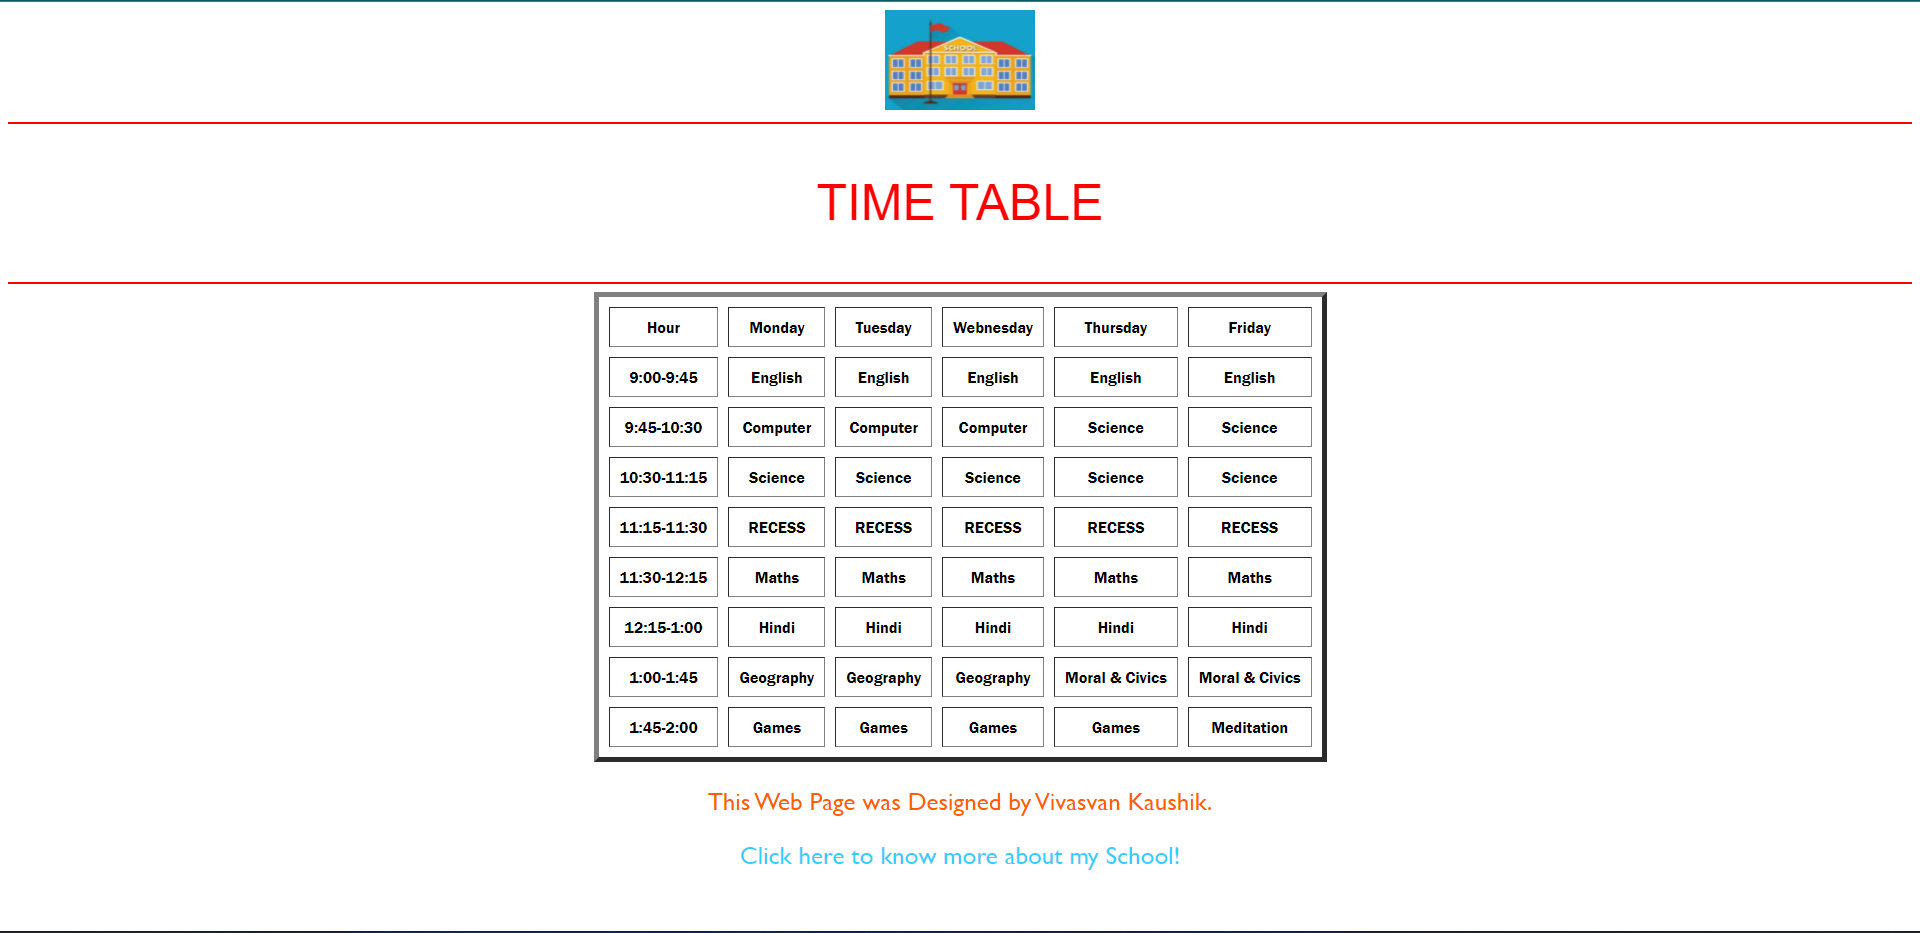 SCHOOL
TIME TABLE
Hour Monday Tuesday Webnesday Thursday Friday
9:00-9:45 English English English English English
9:45-10:30 Computer Computer Computer Science Science
10:30-11:15 Science Science Science Science Science
11:15-11:30 RECESS RECESS RECESS RECESS RECESS
11:30-12:15 Maths Maths Maths Maths Maths
12:15-1:00 Hindi Hindi Hindi Hindi Hindi
1:00-1:45 Geography Geography Geography Moral & Civics Moral & Civics
1:45-2:00 Games Games Games Games Meditation
This Web Page was Designed by Vivasvan Kaushik.
Click here to know more about my School!